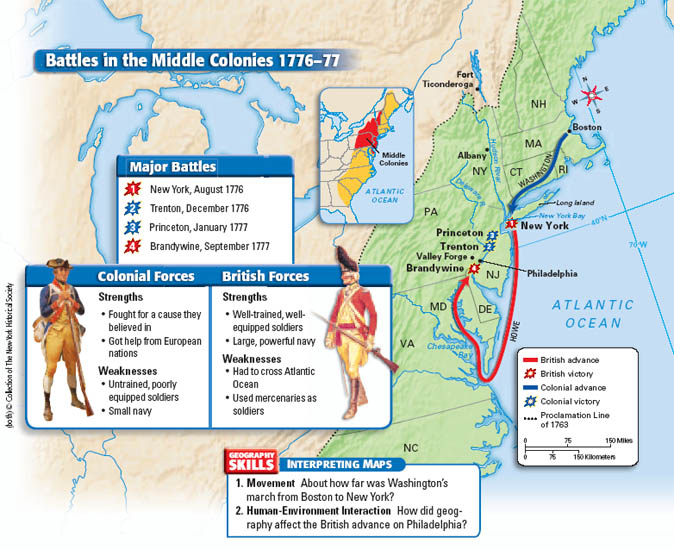 Battles in the Middle Colonies 1776–77
Fort
Ticonderoga
N
W
E
S
NH
Boston
MA
Albany
Hudson River
NY
CT
RI
WASHINGTON
Middle
Colonies
ATLANTIC
OCEAN
Delaware R.
Long Island
New York Bay
40°N
New York
PA
70°W
Princeton
Trenton
Valley Forge
Philadelphia
Brandywine
NJ
MD
DE
HOWE
ATLANTIC
OCEAN
VA
Chesapeake
Bay
NC
Major Battles
1 New York, August 1776
2 Trenton, December 1776
3 Princeton, January 1777
4 Brandywine, September 1777
1
3
2
4
Colonial Forces
Strengths
• Fought for a cause they
believed in
• Got help from European
nations
Weaknesses
• Untrained, poorly
equipped soldiers
• Small navy
British Forces
Strengths
• Well-trained, well-
equipped soldiers
• Large, powerful navy
Weaknesses
• Had to cross Atlantic
Ocean
• Used mercenaries as
soldiers
British advance
British victory
Colonial advance
Colonial victory
Proclamation Line
of 1763
0 75 150 Miles
0 75 150 Kilometers
GEOGRAPHY
SKILLS
INTERPRETING MAPS
1. Movement About how far was Washington's
march from Boston to New York?
2. Human-Environment Interaction How did geog-
raphy affect the British advance on Philadelphia?
(both) © Collection of The New-York Historical Society